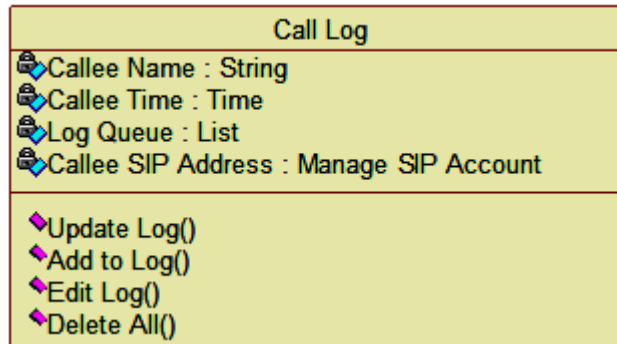 Call Log
Callee Name : String
Callee Time : Time
Log Queue : List
Callee SIP Address : Manage SIP Account
Update Log()
Add to Log()
Edit Log()
Delete All()